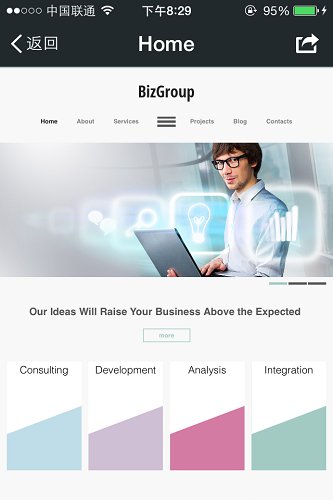 中国联通 下午8:29 95%
返回 Home
BizGroup
Home About Services Projects Blog Contacts
Our Ideas Will Raise Your Business Above the Expected
more
Consulting Development Analysis Integration